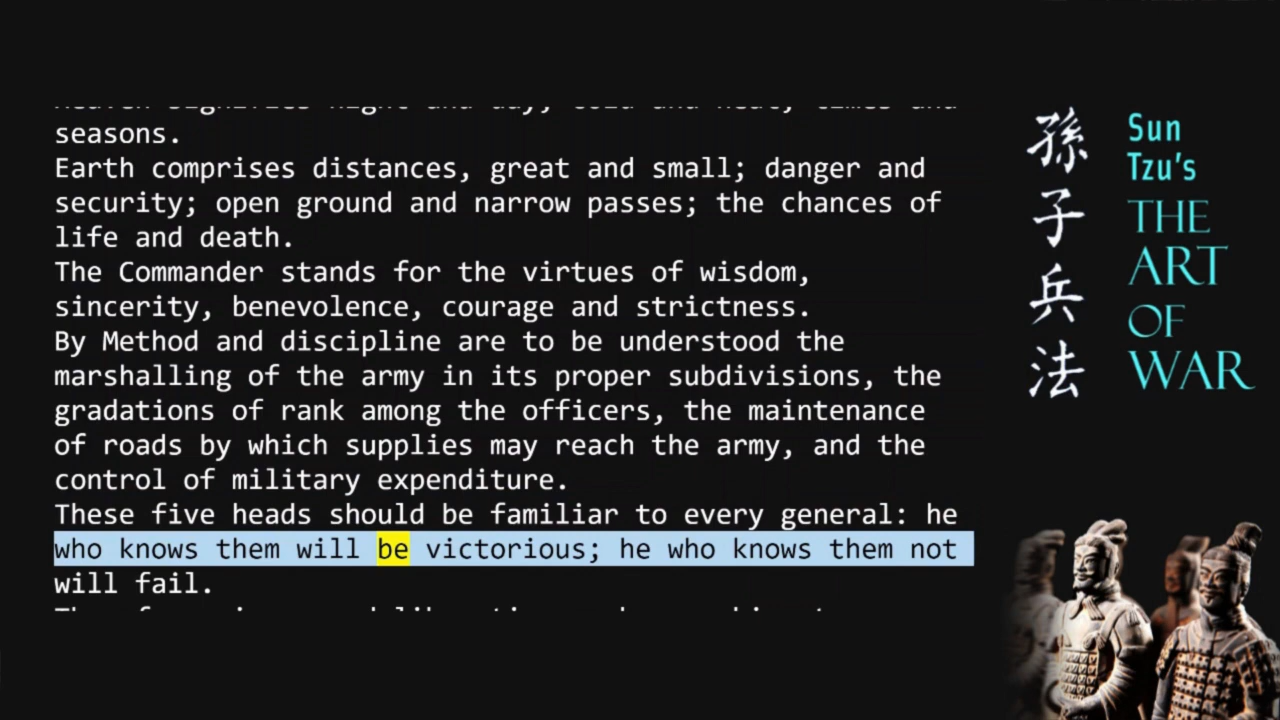 seasons.
Earth comprises distances, great and small; danger and
security; open ground and narrow passes; the chances of
life and death.
The Commander stands for the virtues of wisdom,
sincerity, benevolence, courage and strictness.
By Method and discipline are to be understood the
marshalling of the army in its proper subdivisions, the
gradations of rank among the officers, the maintenance
of roads by which supplies may reach the army, and the
control of military expenditure.
These five heads should be familiar to every general: he
who knows them will be victorious; he who knows them not
will fail.
孫
子
兵
法
Sun
Tzu's
THE
ART
OF
WAR